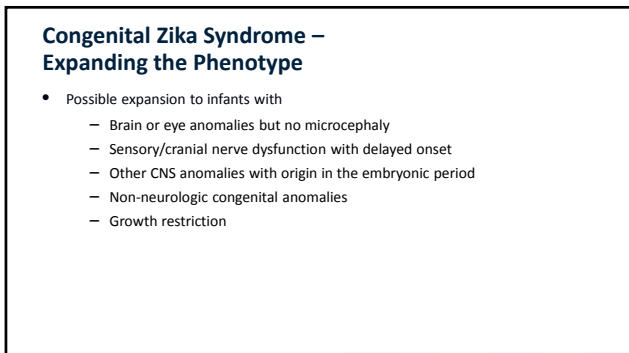 Congenital Zika Syndrome –
Expanding the Phenotype
• Possible expansion to infants with
– Brain or eye anomalies but no microcephaly
– Sensory/cranial nerve dysfunction with delayed onset
– Other CNS anomalies with origin in the embryonic period
– Non-neurologic congenital anomalies
– Growth restriction